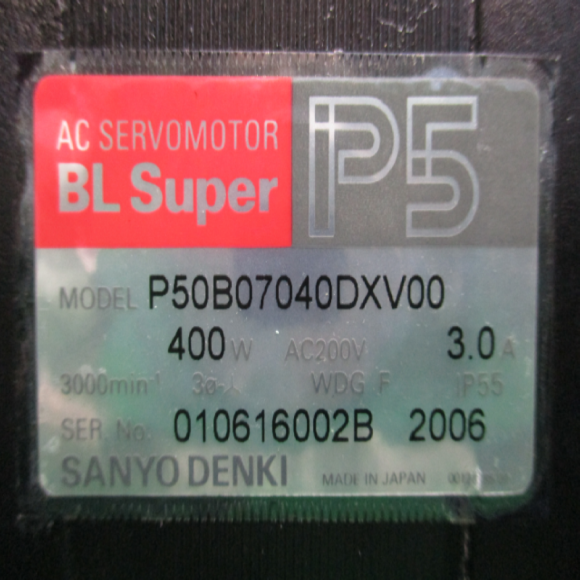 AC SERVOMOTOR
BL Super
P5
MODEL P50B07040DXV00
400 W AC200V 3.0 A
3000min⁻¹ 3ø-⅄ WDG F IP55
SER. No. 010616002B 2006
SANYO DENKI MADE IN JAPAN